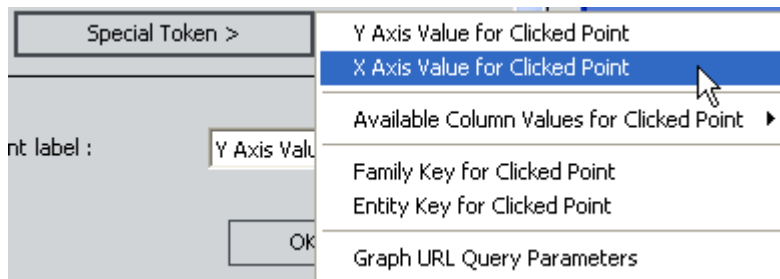 Special Token >
Y Axis Value for Clicked Point
X Axis Value for Clicked Point
Available Column Values for Clicked Point
nt label :
Y Axis Valu
Family Key for Clicked Point
Entity Key for Clicked Point
OK
Graph URL Query Parameters